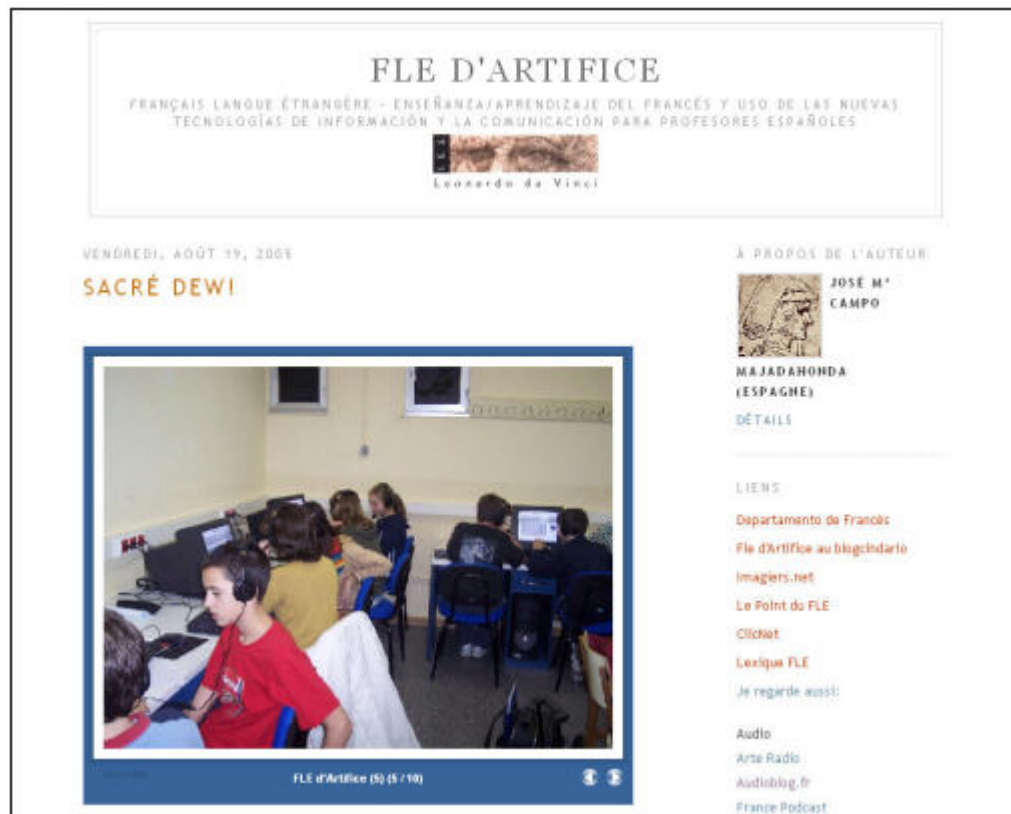 FLE D'ARTIFICE
FRANÇAIS LANGUE ÉTRANGÈRE - ENSEÑANZA/APRENDIZAJE DEL FRANCÉS Y USO DE LAS NUEVAS
TECNOLOGÍAS DE INFORMACIÓN Y LA COMUNICACIÓN PARA PROFESORES ESPAÑOLES
I.E.S.
Leonardo da Vinci
VENDREDI, AOÛT 19, 2005
SACRÉ DEW!
FLE d'Artifice (5) (5 / 10)
À PROPOS DE L'AUTEUR
JOSÉ Mª
CAMPO
MAJADAHONDA
(ESPAGNE)
DÉTAILS
LIENS
Departamento de Francés
Fle d'Artifice au blogcindario
Imagiers.net
Le Point du FLE
ClicNet
Lexique FLE
Je regarde aussi:
Audio
Arte Radio
Audioblog.fr
France Podcast